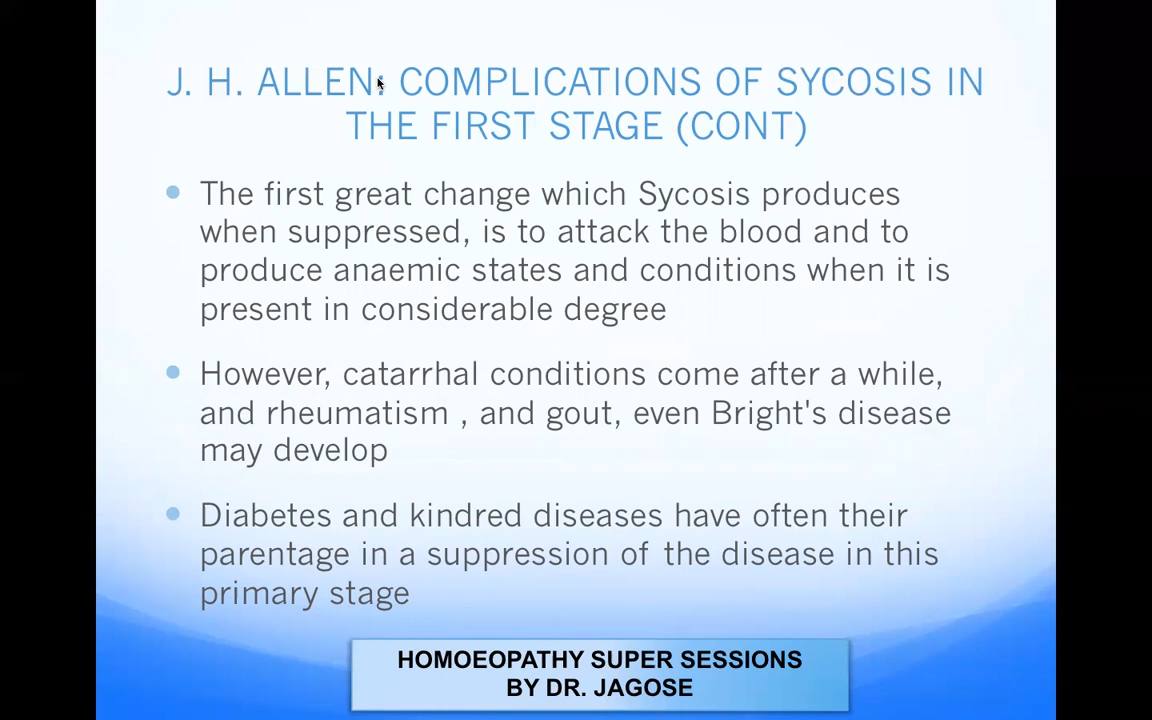 J. H. ALLEN: COMPLICATIONS OF SYCOSIS IN
THE FIRST STAGE (CONT)
• The first great change which Sycosis produces
when suppressed, is to attack the blood and to
produce anaemic states and conditions when it is
present in considerable degree
• However, catarrhal conditions come after a while,
and rheumatism , and gout, even Bright's disease
may develop
• Diabetes and kindred diseases have often their
parentage in a suppression of the disease in this
primary stage
HOMOEOPATHY SUPER SESSIONS
BY DR. JAGOSE